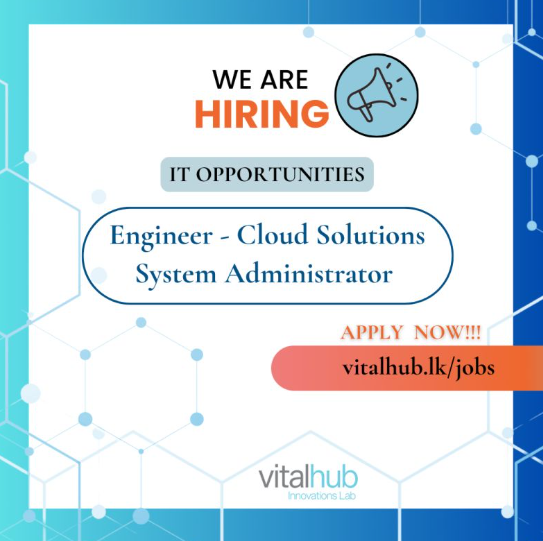 WE ARE
HIRING
IT OPPORTUNITIES
Engineer - Cloud Solutions
System Administrator
APPLY NOW!!!
vitalhub.lk/jobs
vitalhub
Innovations Lab